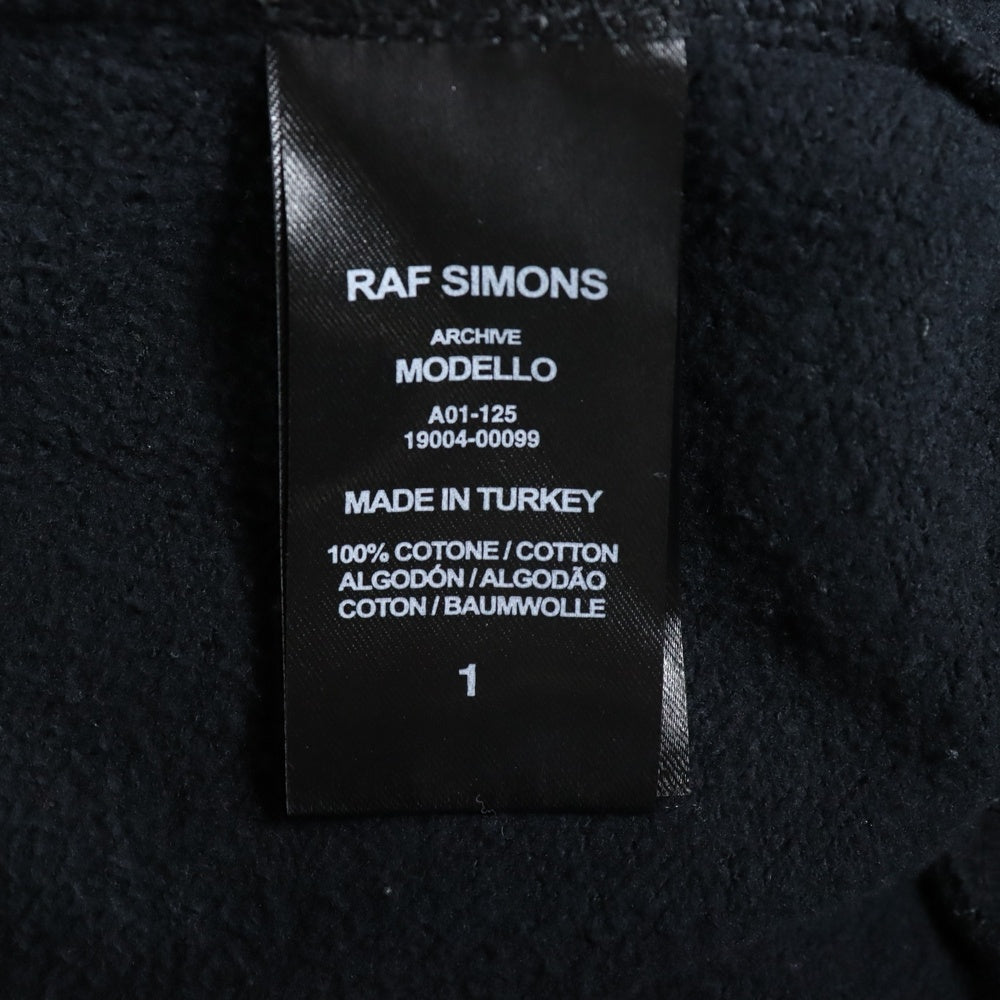 RAF SIMONS
ARCHIVE
MODELLO
A01-125
19004-00099
MADE IN TURKEY
100% COTONE / COTTON
ALGODÓN / ALGODÃO
COTON / BAUMWOLLE
1